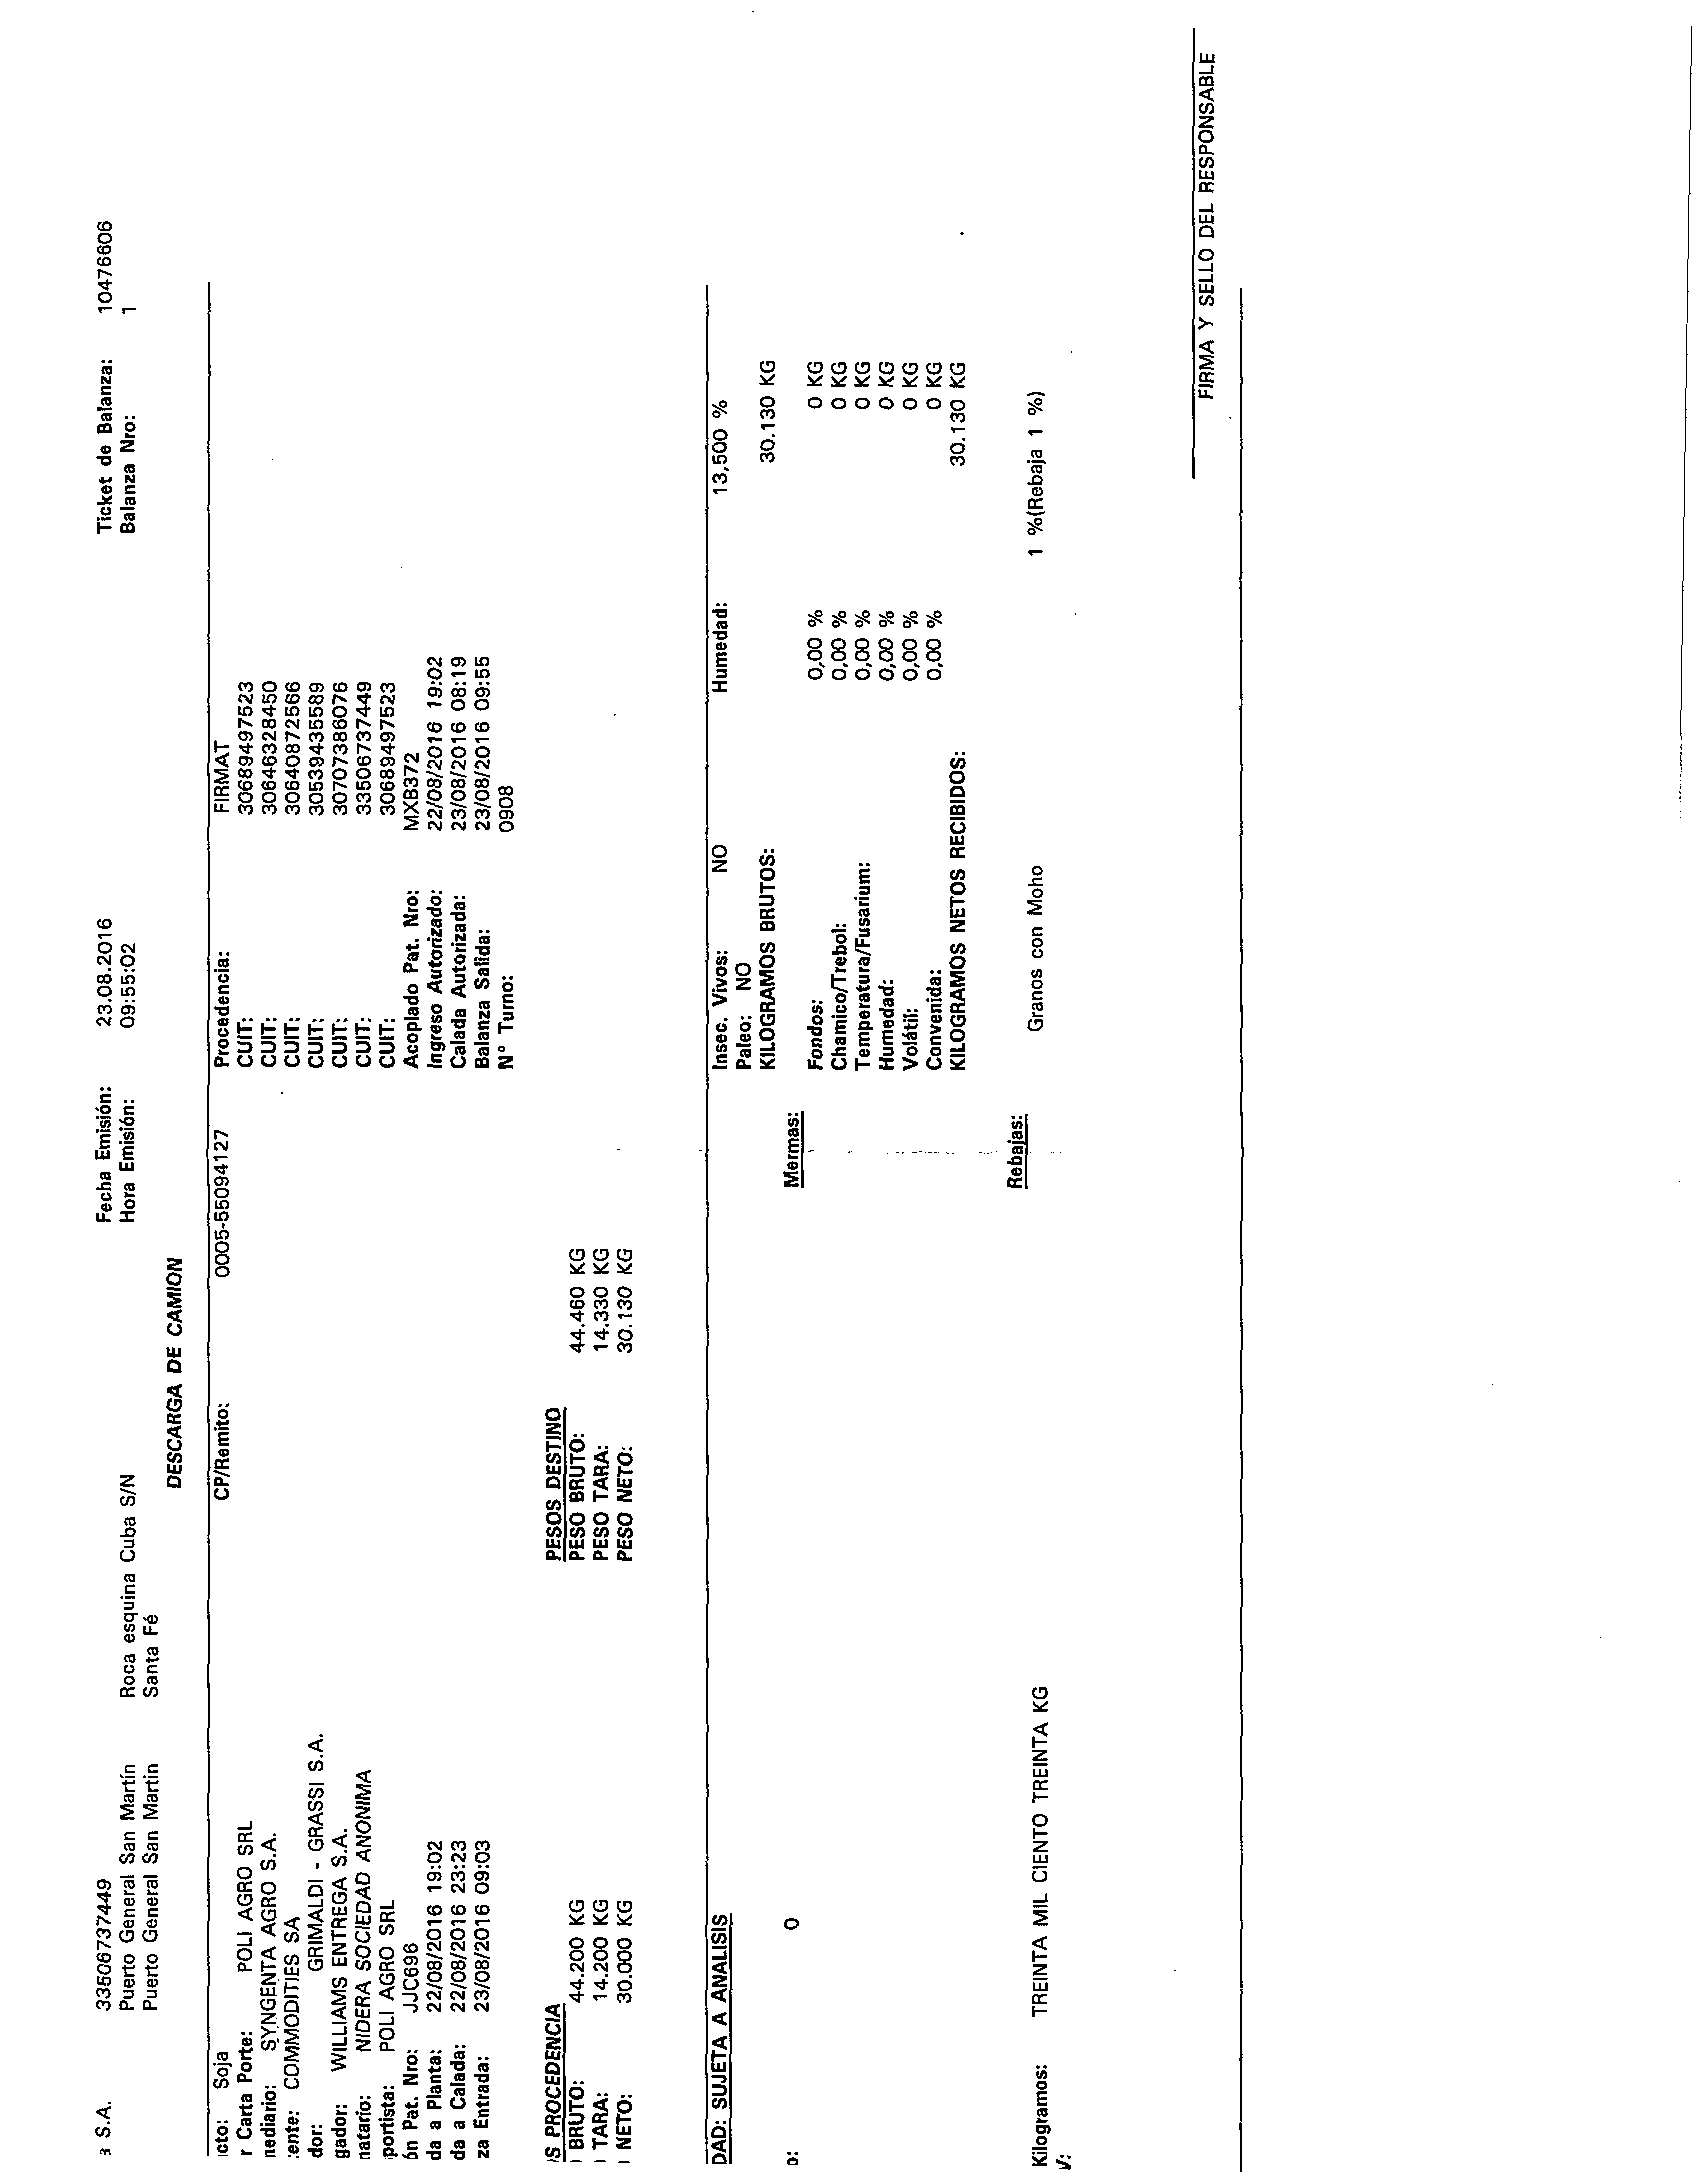 S.A. 33506737449 Fecha Emisión: 23.08.2016 Ticket de Balanza: 10476606
Puerto General San Martín Roca esquina Cuba S/N Hora Emisión: 09:55:02 Balanza Nro: 1
Puerto General San Martin Santa Fé
DESCARGA DE CAMION
cto: Soja CP/Remito: 0005-55094127 Procedencia: FIRMAT
r Carta Porte: POLI AGRO SRL CUIT: 30689497523
nediario: SYNGENTA AGRO S.A. CUIT: 30646328450
ente: COMMODITIES SA CUIT: 30640872566
dor: GRIMALDI - GRASSI S.A. CUIT: 30539435589
gador: WILLIAMS ENTREGA S.A. CUIT: 30707386076
natario: NIDERA SOCIEDAD ANONIMA CUIT: 33506737449
portista: POLI AGRO SRL CUIT: 30689497523
ón Pat. Nro: JJC696 Acoplado Pat. Nro: MXB372
da a Planta: 22/08/2016 19:02 Ingreso Autorizado: 22/08/2016 19:02
da a Calada: 22/08/2016 23:23 Calada Autorizada: 23/08/2016 08:19
za Entrada: 23/08/2016 09:03 Balanza Salida: 23/08/2016 09:55
N° Turno: 0908
S PROCEDENCIA PESOS DESTINO
BRUTO: 44.200 KG PESO BRUTO: 44.460 KG
TARA: 14.200 KG PESO TARA: 14.330 KG
NETO: 30.000 KG PESO NETO: 30.130 KG
DAD: SUJETA A ANALISIS Insec. Vivos: NO Humedad: 13,500 %
Paleo: NO
KILOGRAMOS BRUTOS: 30.130 KG
o: 0 Mermas:
Fondos: 0,00 % 0 KG
Chamico/Trebol: 0,00 % 0 KG
Temperatura/Fusarium: 0,00 % 0 KG
Humedad: 0,00 % 0 KG
Volátil: 0,00 % 0 KG
Convenida: 0,00 % 0 KG
KILOGRAMOS NETOS RECIBIDOS: 30.130 KG
Rebajas:
Kilogramos: TREINTA MIL CIENTO TREINTA KG Granos con Moho 1 %(Rebaja 1 %)
V:
FIRMA Y SELLO DEL RESPONSABLE